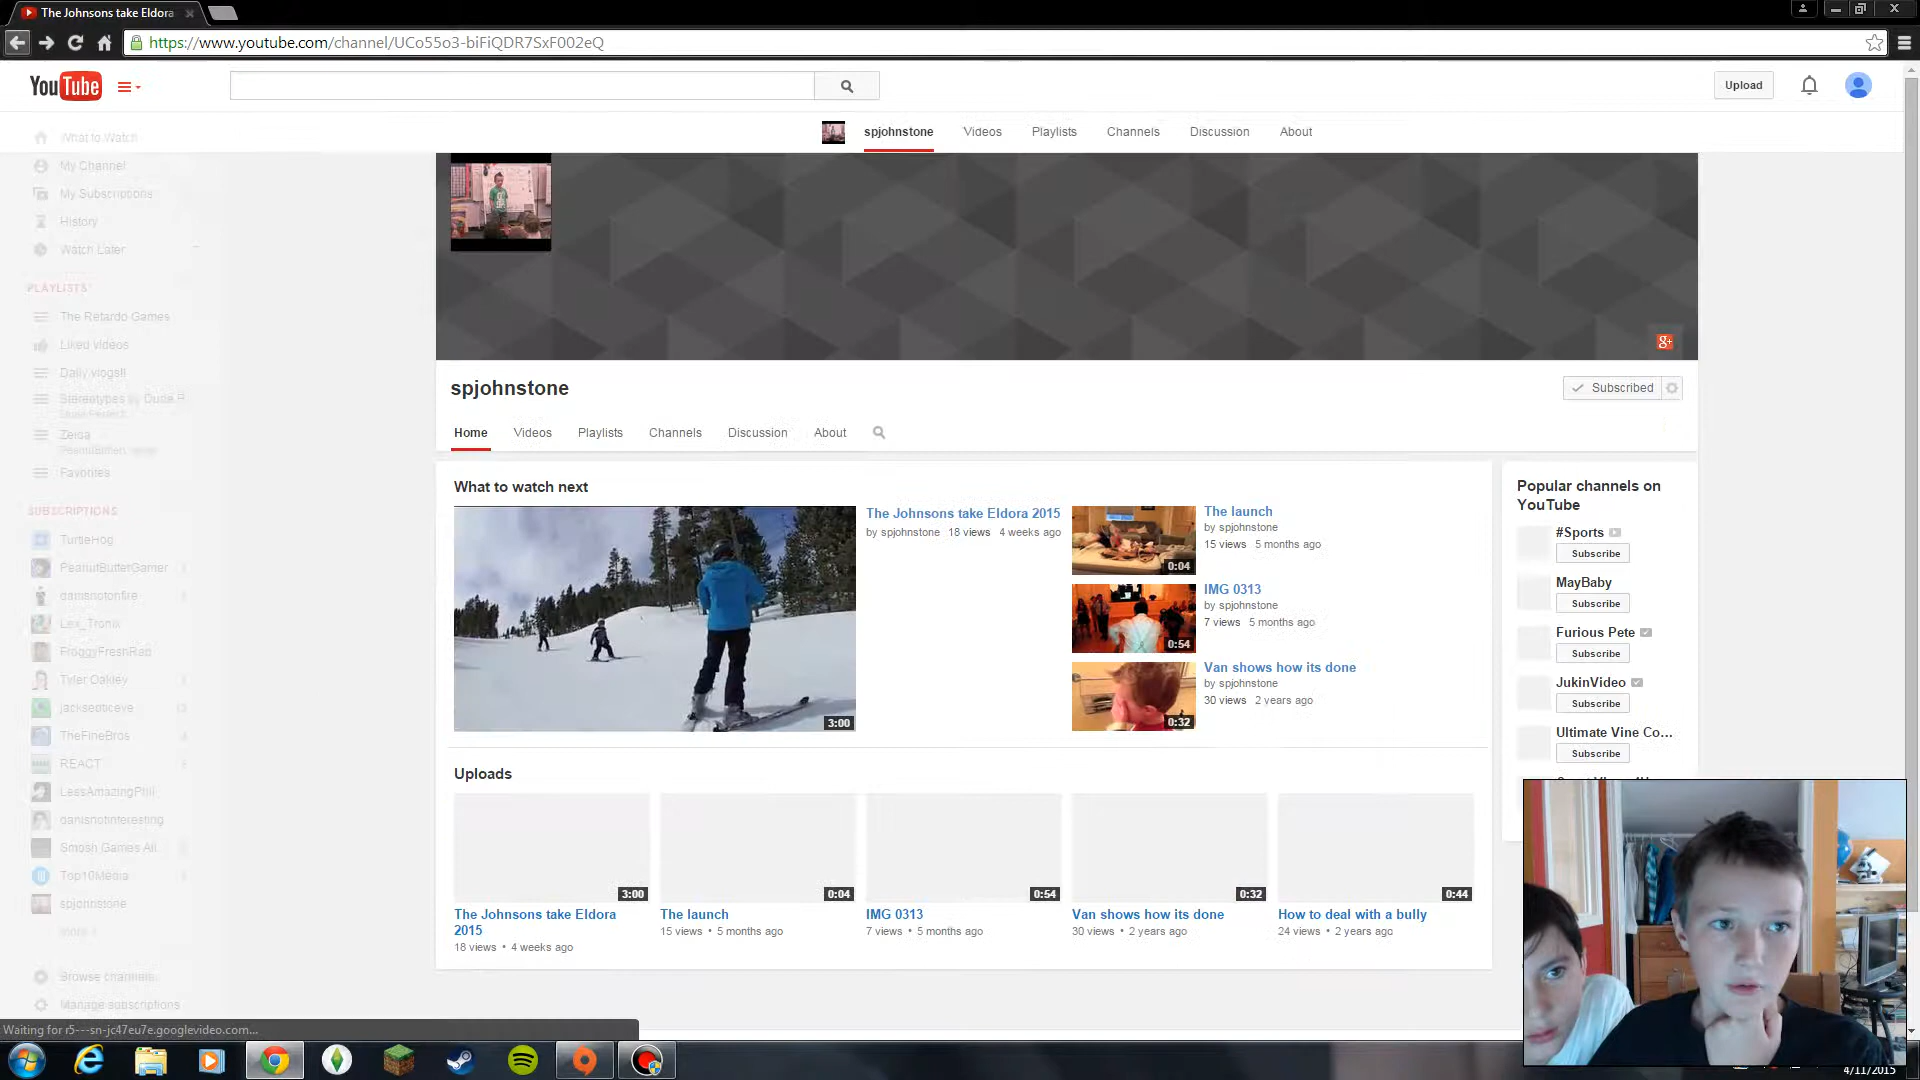 The Johnsons take Eldora
https://www.youtube.com/channel/UCo55o3-biFiQDR7SxF002eQ
YouTube
Upload
spjohnstone Videos Playlists Channels Discussion About
What to Watch
My Channel
My Subscriptions
History
Watch Later
PLAYLISTS
The Retardo Games
Liked videos
Daily vlogs!!
Stereotypes by Dude P
Zelda
Favorites
SUBSCRIPTIONS
TurtleHog
PeanutButterGamer
danisnotonfire
Lex_Tronix
FroggyFreshRap
Tyler Oakley
jacksepticeye
TheFineBros
REACT
LessAmazingPhil
danisnotinteresting
Smosh Games Al
Top10Media
spjohnstone
Browse channels
Manage subscriptions
g+
spjohnstone
Subscribed
Home Videos Playlists Channels Discussion About
What to watch next
The Johnsons take Eldora 2015
by spjohnstone 18 views 4 weeks ago
3:00
The launch
by spjohnstone
15 views 5 months ago
0:04
IMG 0313
by spjohnstone
7 views 5 months ago
0:54
Van shows how its done
by spjohnstone
30 views 2 years ago
0:32
Uploads
3:00 0:04 0:54 0:32 0:44
The Johnsons take Eldora 2015
18 views • 4 weeks ago
The launch
15 views • 5 months ago
IMG 0313
7 views • 5 months ago
Van shows how its done
30 views • 2 years ago
How to deal with a bully
24 views • 2 years ago
Popular channels on
YouTube
#Sports
Subscribe
MayBaby
Subscribe
Furious Pete
Subscribe
JukinVideo
Subscribe
Ultimate Vine Co...
Subscribe
Waiting for r5---sn-jc47eu7e.googlevideo.com...
4/11/2015